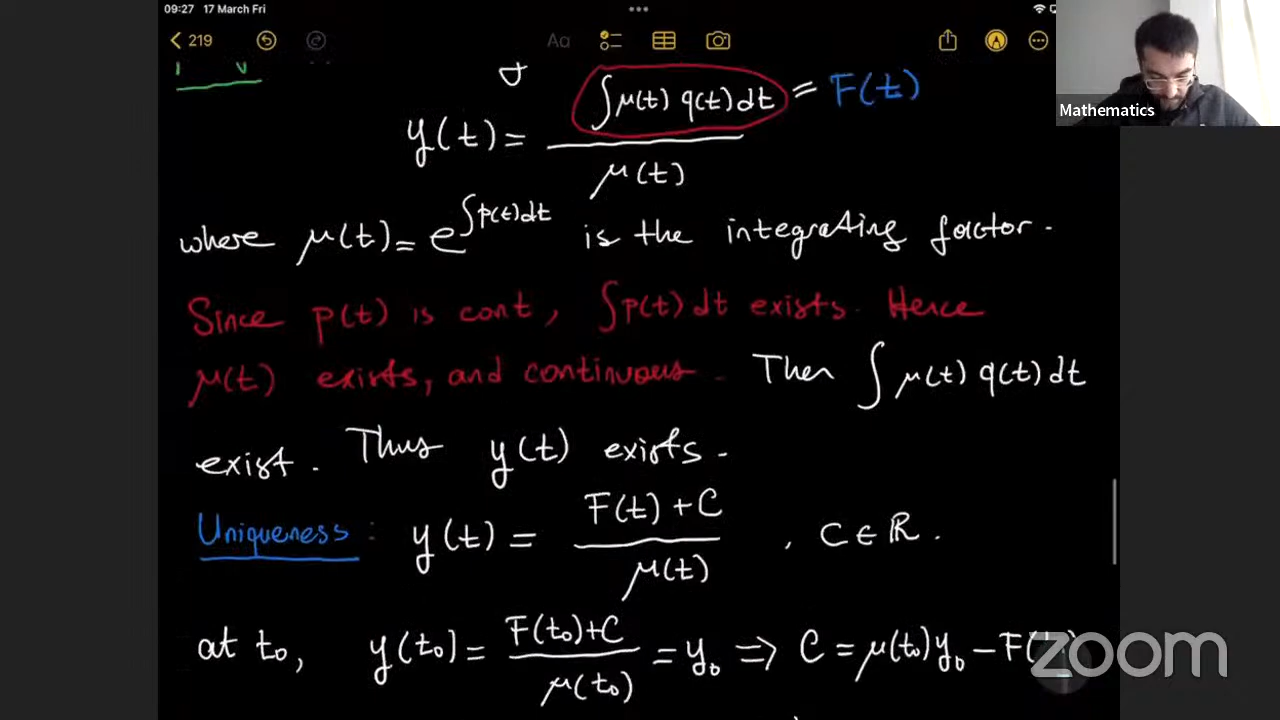 09:27 17 March Fri
219
Aa
Mathematics
y(t) = ∫μ(t) q(t) dt / μ(t) = F(t)
where μ(t) = e^∫p(t)dt is the integrating factor.
Since p(t) is cont, ∫p(t) dt exists. Hence
μ(t) exists, and continuous. Then ∫ μ(t) q(t) dt
exist. Thus y(t) exists.
Uniqueness: y(t) = (F(t) + C) / μ(t), C ∈ ℝ.
at t₀, y(t₀) = (F(t₀)+C) / μ(t₀) = y₀ ⟹ C = μ(t₀)y₀ − F(t₀)
zoom